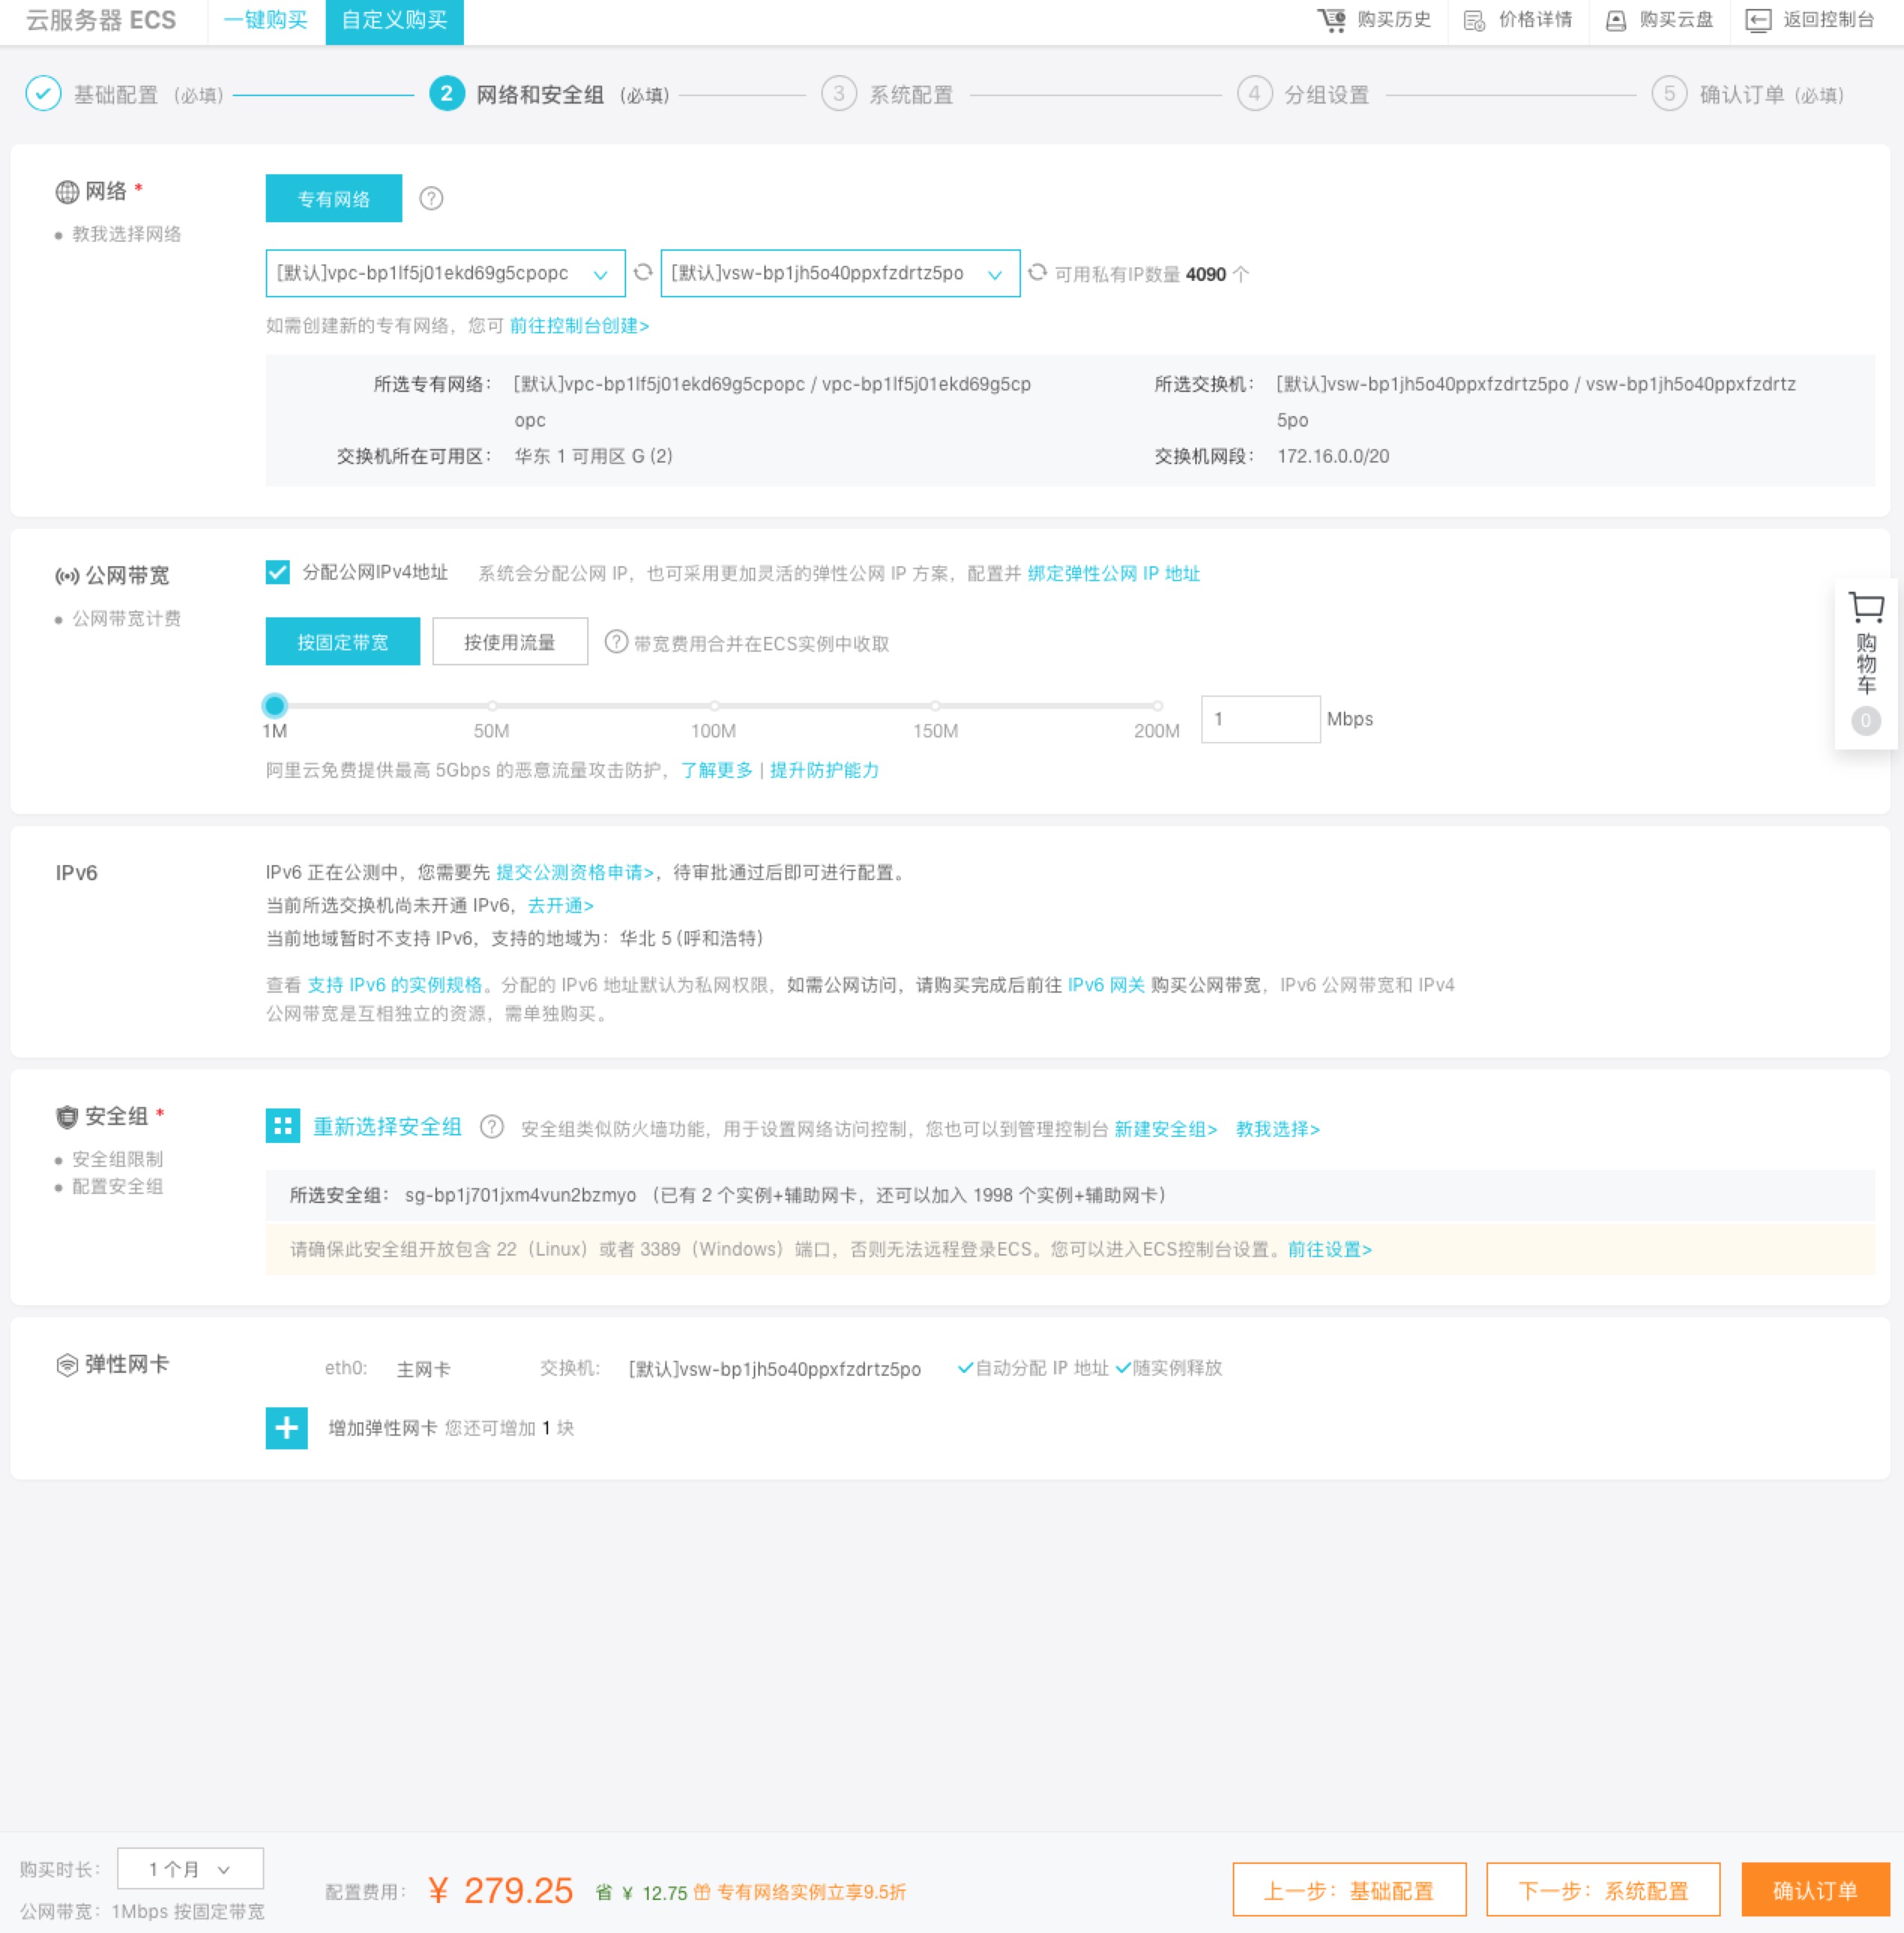 云服务器 ECS
一键购买
自定义购买
购买历史
价格详情
购买云盘
返回控制台
基础配置 (必填)
2 网络和安全组 (必填)
3 系统配置
4 分组设置
5 确认订单 (必填)
网络 *
教我选择网络
专有网络
?
[默认]vpc-bp1lf5j01ekd69g5cpopc
[默认]vsw-bp1jh5o40ppxfzdrtz5po
可用私有IP数量 4090 个
如需创建新的专有网络，您可 前往控制台创建>
所选专有网络： [默认]vpc-bp1lf5j01ekd69g5cpopc / vpc-bp1lf5j01ekd69g5cp
opc
所选交换机： [默认]vsw-bp1jh5o40ppxfzdrtz5po / vsw-bp1jh5o40ppxfzdrtz
5po
交换机所在可用区： 华东 1 可用区 G (2)
交换机网段： 172.16.0.0/20
公网带宽
公网带宽计费
分配公网IPv4地址 系统会分配公网 IP，也可采用更加灵活的弹性公网 IP 方案，配置并 绑定弹性公网 IP 地址
按固定带宽
按使用流量
? 带宽费用合并在ECS实例中收取
1M
50M
100M
150M
200M
1 Mbps
阿里云免费提供最高 5Gbps 的恶意流量攻击防护，了解更多 | 提升防护能力
购物车
0
IPv6
IPv6 正在公测中，您需要先 提交公测资格申请>，待审批通过后即可进行配置。
当前所选交换机尚未开通 IPv6，去开通>
当前地域暂时不支持 IPv6，支持的地域为：华北 5 (呼和浩特)
查看 支持 IPv6 的实例规格。分配的 IPv6 地址默认为私网权限，如需公网访问，请购买完成后前往 IPv6 网关 购买公网带宽，IPv6 公网带宽和 IPv4
公网带宽是互相独立的资源，需单独购买。
安全组 *
安全组限制
配置安全组
重新选择安全组 ? 安全组类似防火墙功能，用于设置网络访问控制，您也可以到管理控制台 新建安全组> 教我选择>
所选安全组： sg-bp1j701jxm4vun2bzmyo （已有 2 个实例+辅助网卡，还可以加入 1998 个实例+辅助网卡）
请确保此安全组开放包含 22（Linux）或者 3389（Windows）端口，否则无法远程登录ECS。您可以进入ECS控制台设置。前往设置>
弹性网卡
eth0: 主网卡 交换机: [默认]vsw-bp1jh5o40ppxfzdrtz5po 自动分配 IP 地址 随实例释放
增加弹性网卡 您还可增加 1 块
购买时长： 1 个月
公网带宽： 1Mbps 按固定带宽
配置费用： ¥ 279.25 省 ¥ 12.75 专有网络实例立享9.5折
上一步：基础配置
下一步：系统配置
确认订单